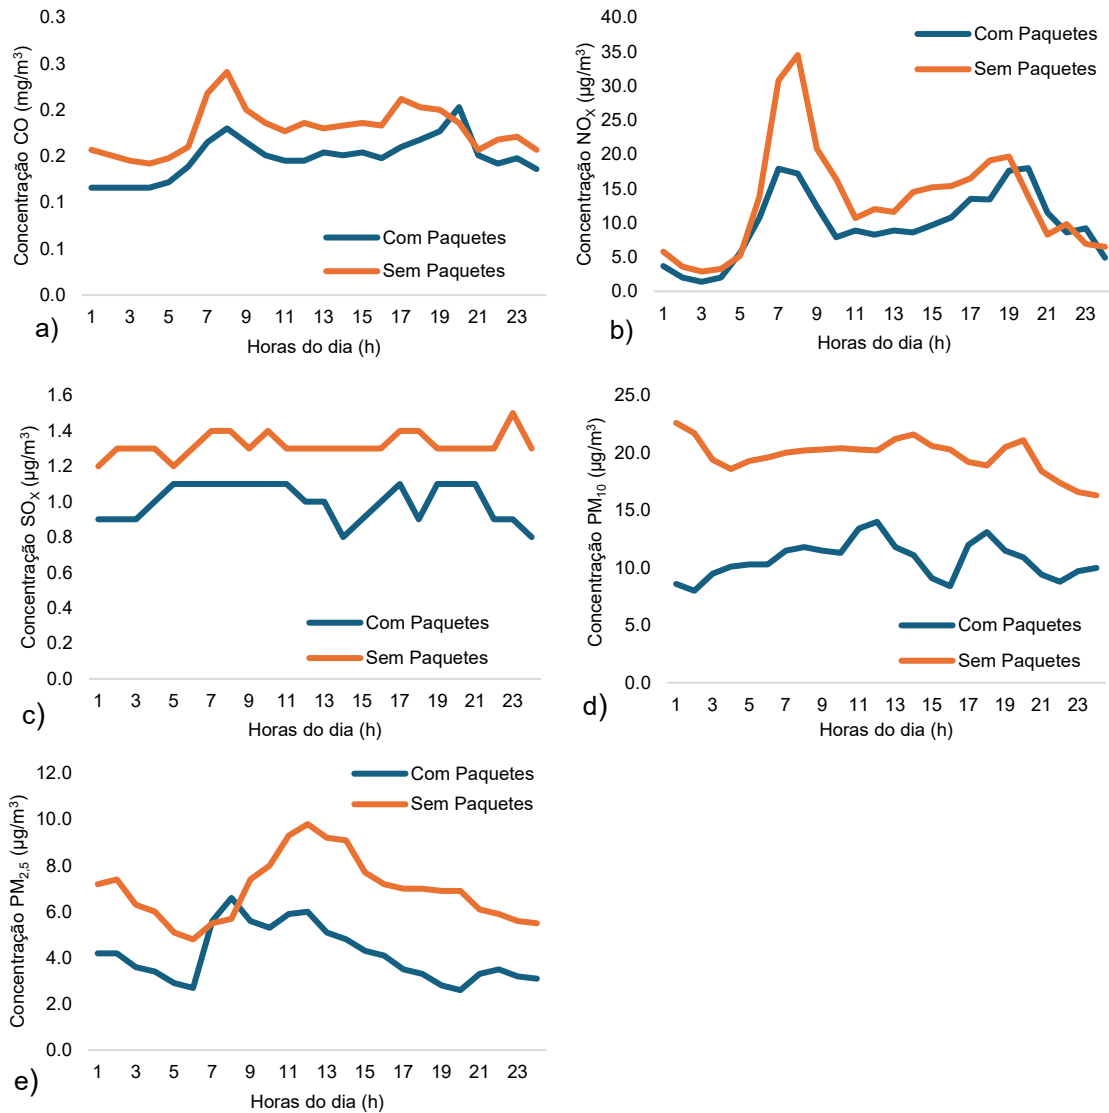 0.3
0.3
0.2
0.2
0.1
0.1
0.0
Concentração CO (mg/m³)
Com Paquetes
Sem Paquetes
1 3 5 7 9 11 13 15 17 19 21 23
Horas do dia (h)
a)
40.0
35.0
30.0
25.0
20.0
15.0
10.0
5.0
0.0
Concentração NOₓ (µg/m³)
Com Paquetes
Sem Paquetes
1 3 5 7 9 11 13 15 17 19 21 23
Horas do dia (h)
b)
1.6
1.4
1.2
1.0
0.8
0.6
0.4
0.2
0.0
Concentração SOₓ (µg/m³)
Com Paquetes
Sem Paquetes
1 3 5 7 9 11 13 15 17 19 21 23
Horas do dia (h)
c)
25.0
20.0
15.0
10.0
5.0
0.0
Concentração PM₁₀ (µg/m³)
Com Paquetes
Sem Paquetes
1 3 5 7 9 11 13 15 17 19 21 23
Horas do dia (h)
d)
12.0
10.0
8.0
6.0
4.0
2.0
0.0
Concentração PM₂,₅ (µg/m³)
Com Paquetes
Sem Paquetes
1 3 5 7 9 11 13 15 17 19 21 23
Horas do dia (h)
e)